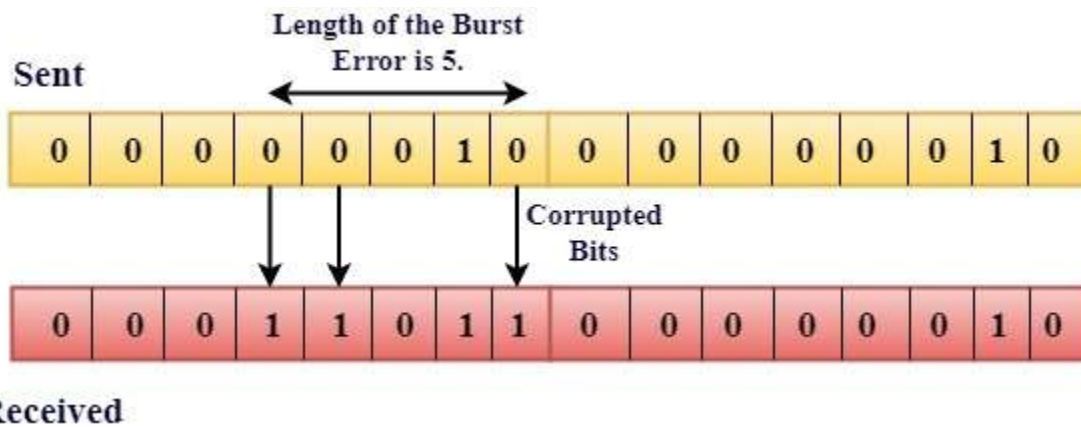 Length of the Burst
Error is 5.
Sent
0 0 0 0 0 0 1 0 0 0 0 0 0 0 1 0
Corrupted
Bits
0 0 0 1 1 0 1 1 0 0 0 0 0 0 1 0
Received